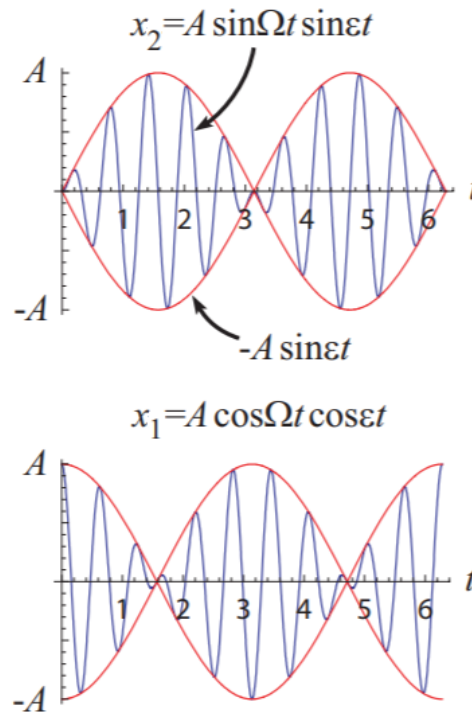 x₂=A sinΩt sinεt
A
1 2 3 4 5 6 t
-A
-A sinεt
x₁=A cosΩt cosεt
A
1 2 3 4 5 6 t
-A